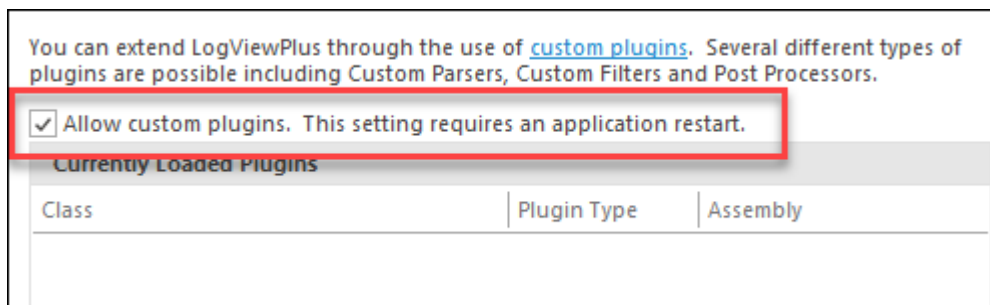 You can extend LogViewPlus through the use of custom plugins. Several different types of
plugins are possible including Custom Parsers, Custom Filters and Post Processors.
Allow custom plugins. This setting requires an application restart.
Currently Loaded Plugins
Class Plugin Type Assembly